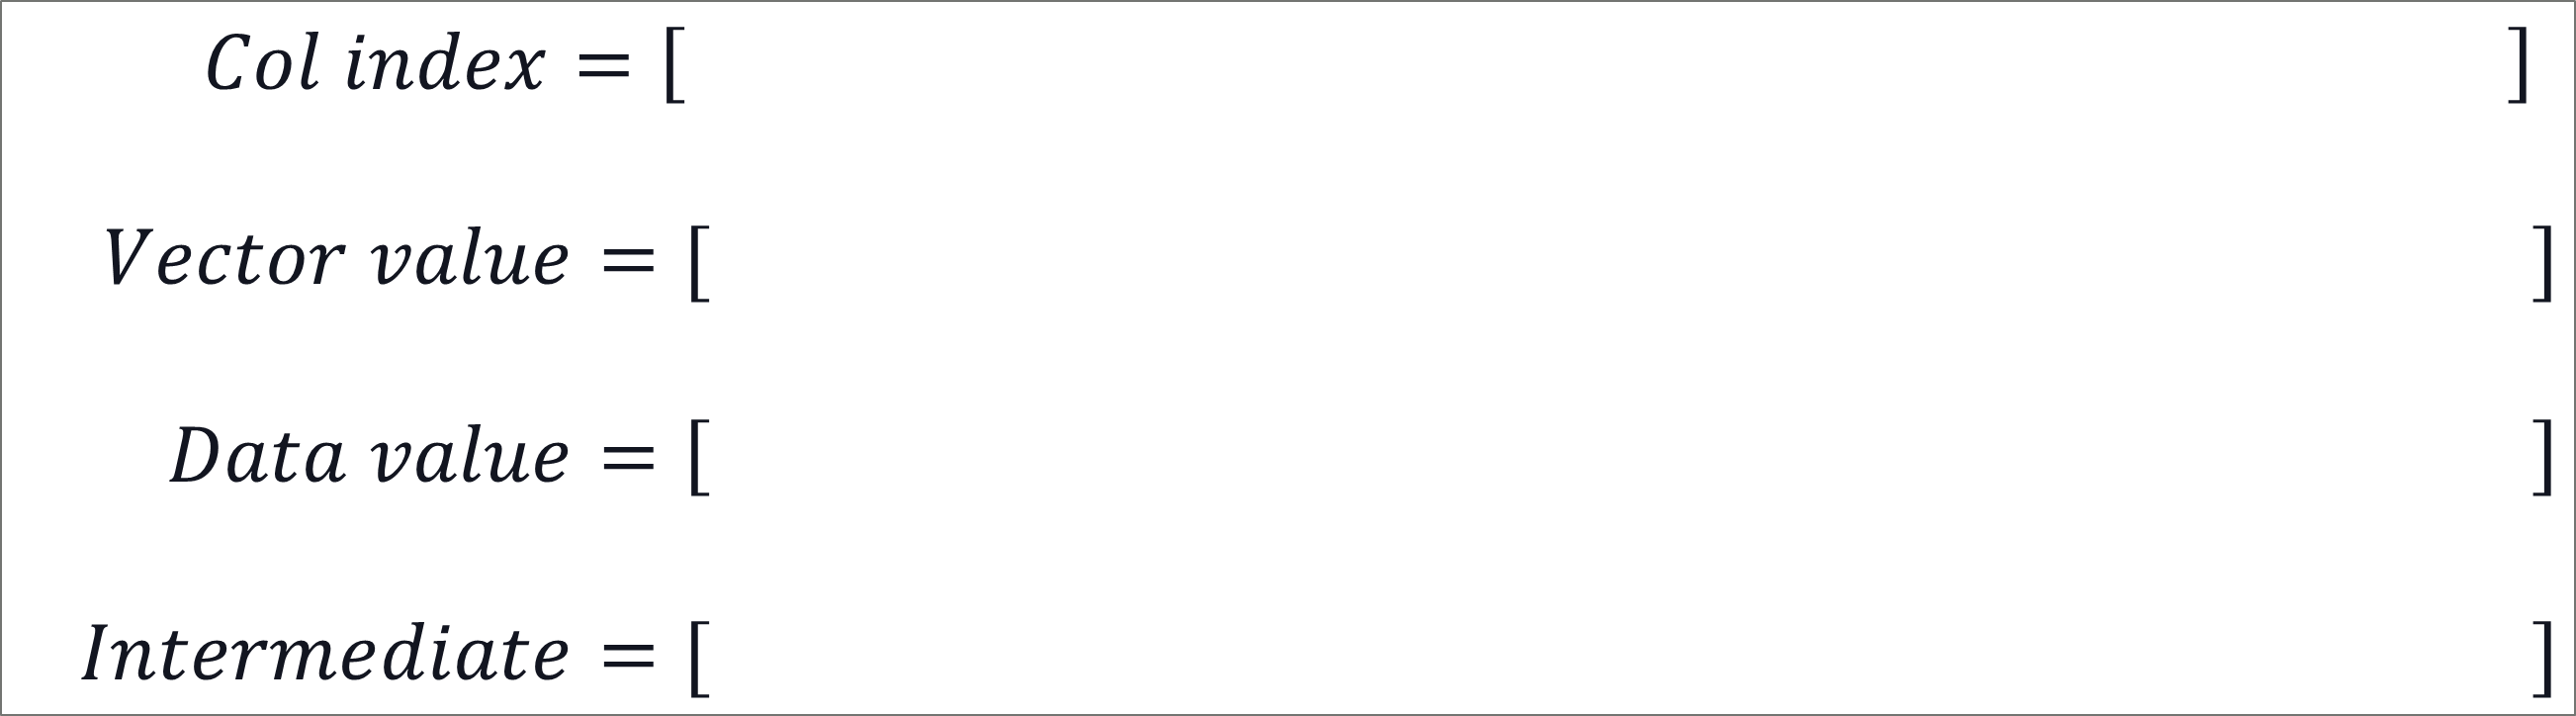 Col index = [ ]
Vector value = [ ]
Data value = [ ]
Intermediate = [ ]